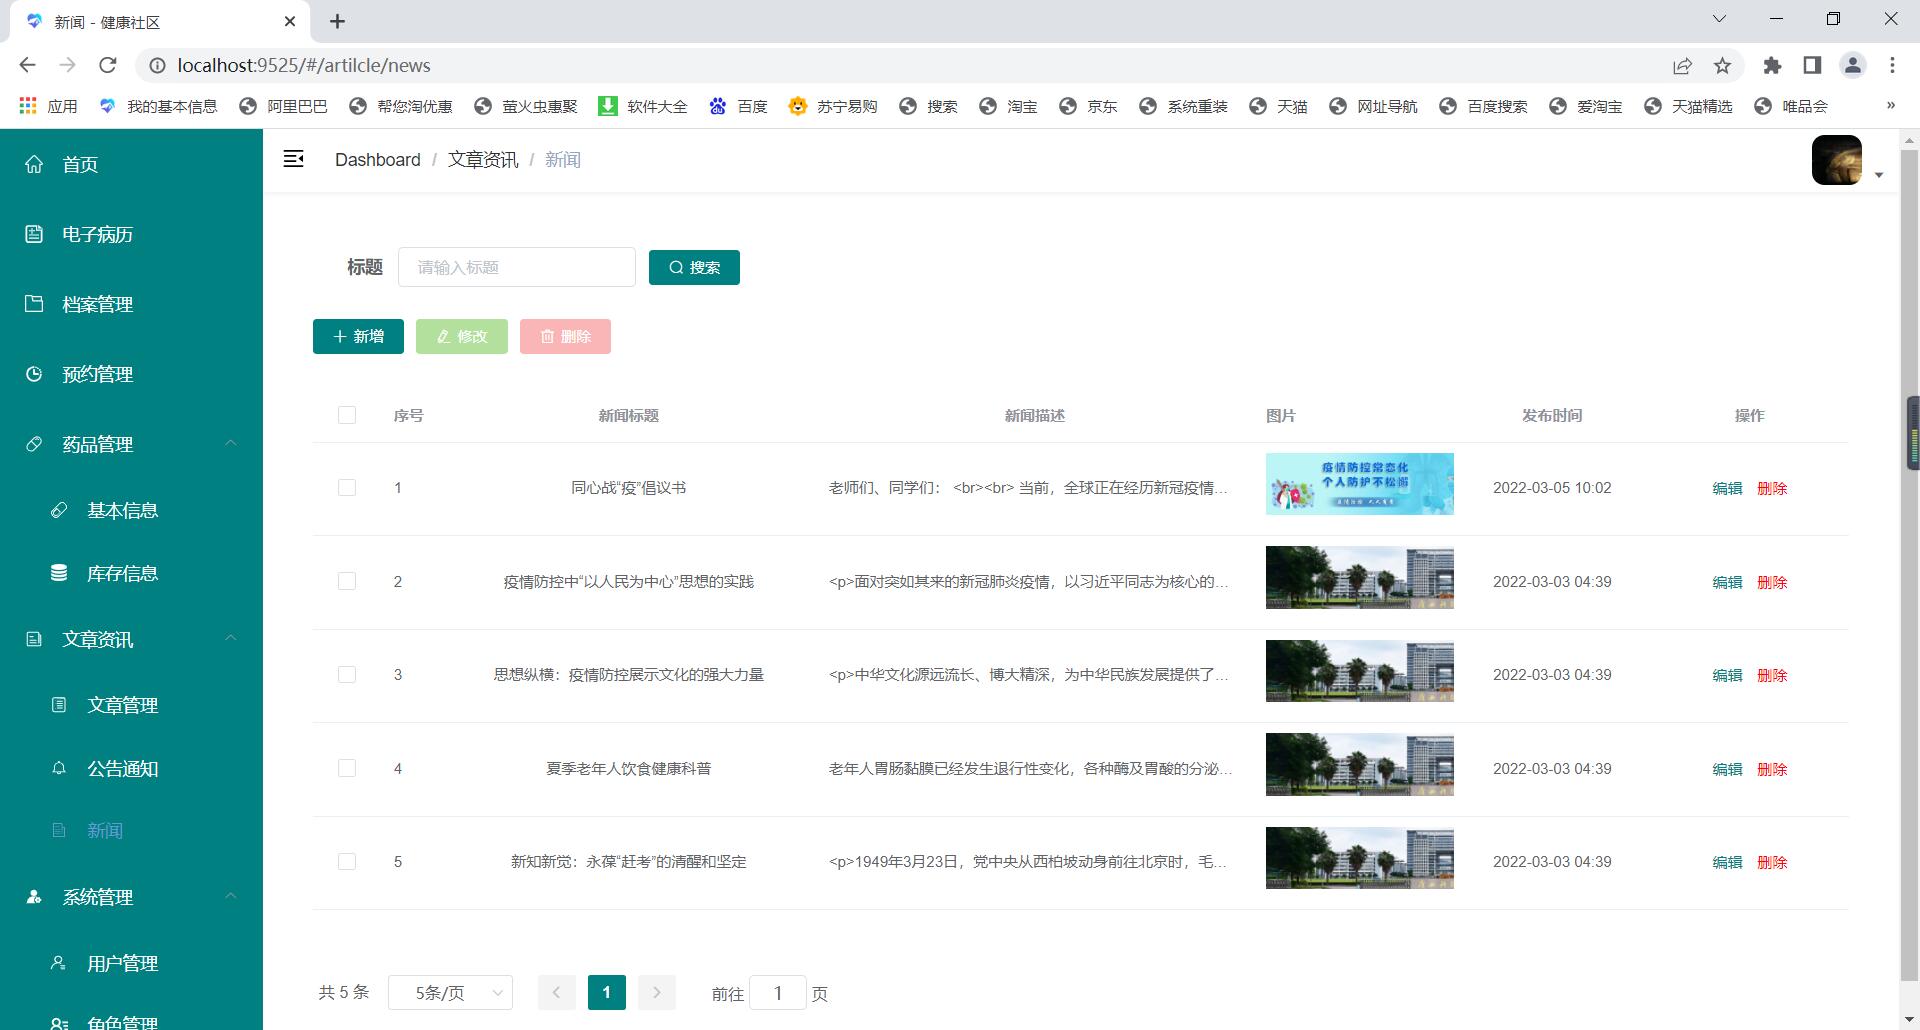 新闻 - 健康社区
localhost:9525/#/artilcle/news
应用 我的基本信息 阿里巴巴 帮您淘优惠 萤火虫惠聚 软件大全 百度 苏宁易购 搜索 淘宝 京东 系统重装 天猫 网址导航 百度搜索 爱淘宝 天猫精选 唯品会 »
首页
电子病历
档案管理
预约管理
药品管理
基本信息
库存信息
文章资讯
文章管理
公告通知
新闻
系统管理
用户管理
角色管理
Dashboard / 文章资讯 / 新闻
标题 请输入标题 搜索
新增 修改 删除
序号 新闻标题 新闻描述 图片 发布时间 操作
1 同心战“疫”倡议书 老师们、同学们： <br><br> 当前，全球正在经历新冠疫情... 2022-03-05 10:02 编辑 删除
疫情防控常态化
个人防护不松懈
2 疫情防控中“以人民为中心”思想的实践 <p>面对突如其来的新冠肺炎疫情，以习近平同志为核心的... 2022-03-03 04:39 编辑 删除
3 思想纵横：疫情防控展示文化的强大力量 <p>中华文化源远流长、博大精深，为中华民族发展提供了... 2022-03-03 04:39 编辑 删除
4 夏季老年人饮食健康科普 老年人胃肠黏膜已经发生退行性变化，各种酶及胃酸的分泌... 2022-03-03 04:39 编辑 删除
5 新知新觉：永葆“赶考”的清醒和坚定 <p>1949年3月23日，党中央从西柏坡动身前往北京时，毛... 2022-03-03 04:39 编辑 删除
共 5 条 5条/页 1 前往 1 页